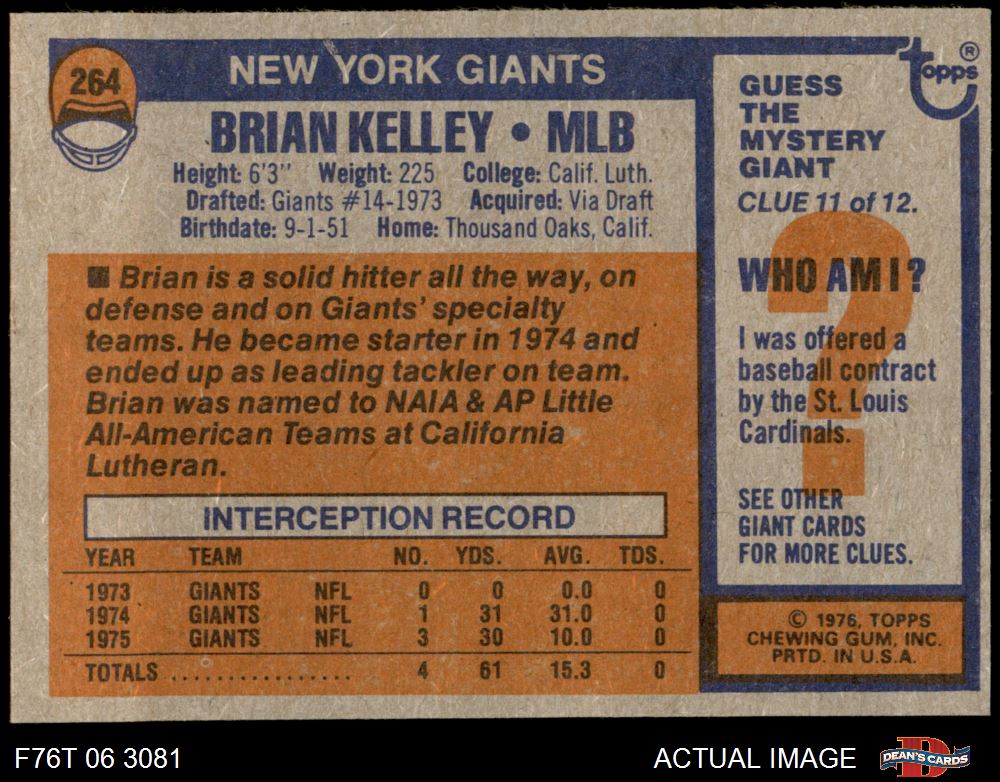 264
NEW YORK GIANTS
BRIAN KELLEY • MLB
Height: 6'3" Weight: 225 College: Calif. Luth.
Drafted: Giants #14-1973 Acquired: Via Draft
Birthdate: 9-1-51 Home: Thousand Oaks, Calif.
■ Brian is a solid hitter all the way, on
defense and on Giants' specialty
teams. He became starter in 1974 and
ended up as leading tackler on team.
Brian was named to NAIA & AP Little
All-American Teams at California
Lutheran.
INTERCEPTION RECORD
YEAR TEAM NO. YDS. AVG. TDS.
1973 GIANTS NFL 0 0 0.0 0
1974 GIANTS NFL 1 31 31.0 0
1975 GIANTS NFL 3 30 10.0 0
TOTALS ................. 4 61 15.3 0
topps®
GUESS
THE
MYSTERY
GIANT
CLUE 11 of 12.
?
WHO AM I?
I was offered a
baseball contract
by the St. Louis
Cardinals.
SEE OTHER
GIANT CARDS
FOR MORE CLUES.
© 1976, TOPPS
CHEWING GUM, INC.
PRTD. IN U.S.A.
F76T 06 3081
ACTUAL IMAGE
D
DEAN'S CARDS